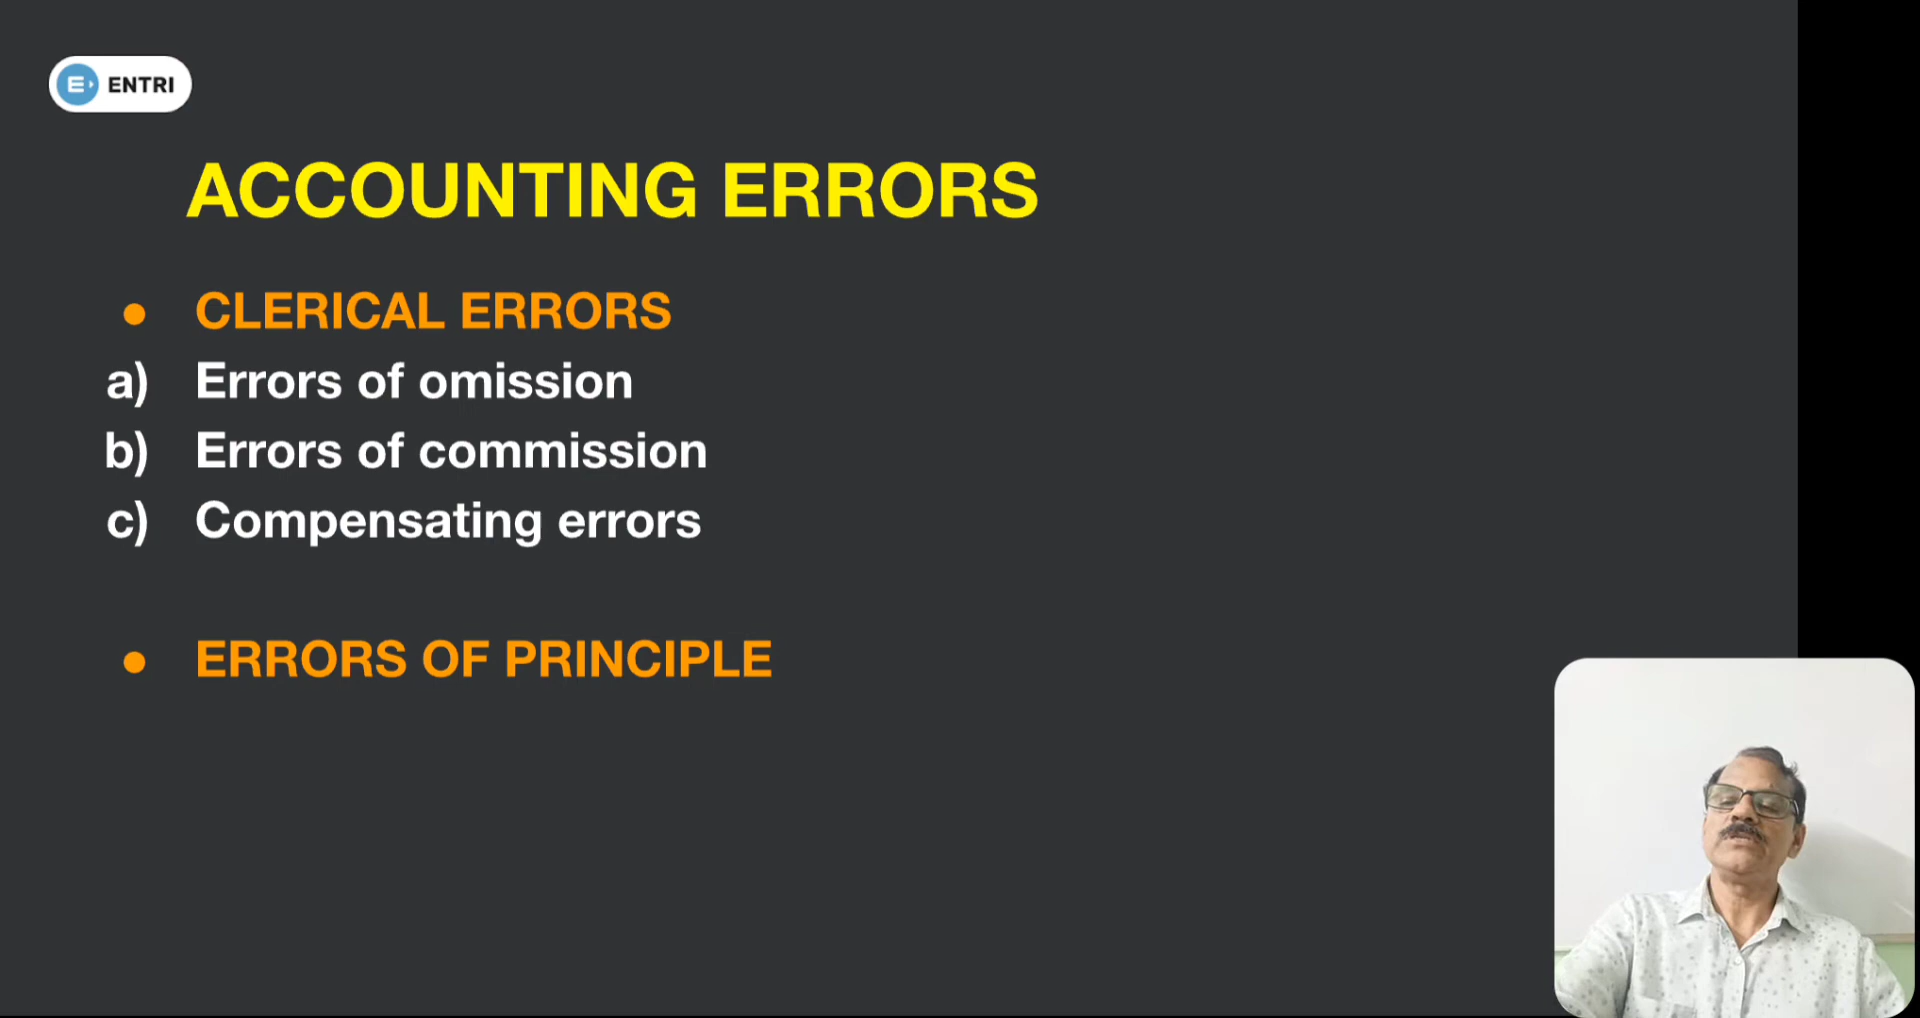 ENTRI
ACCOUNTING ERRORS
● CLERICAL ERRORS
a) Errors of omission
b) Errors of commission
c) Compensating errors
● ERRORS OF PRINCIPLE